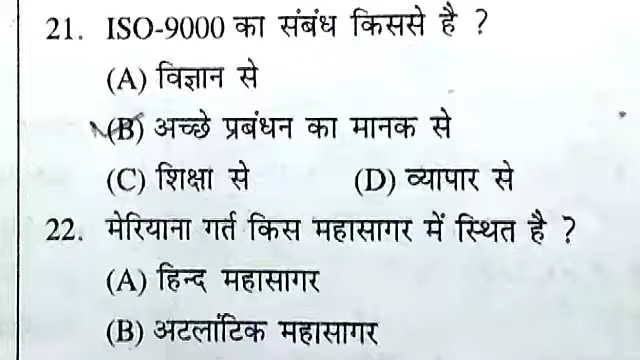 21. ISO-9000 का संबंध किससे है ?
(A) विज्ञान से
(B) अच्छे प्रबंधन का मानक से
(C) शिक्षा से (D) व्यापार से
22. मेरियाना गर्त किस महासागर में स्थित है ?
(A) हिन्द महासागर
(B) अटलांटिक महासागर